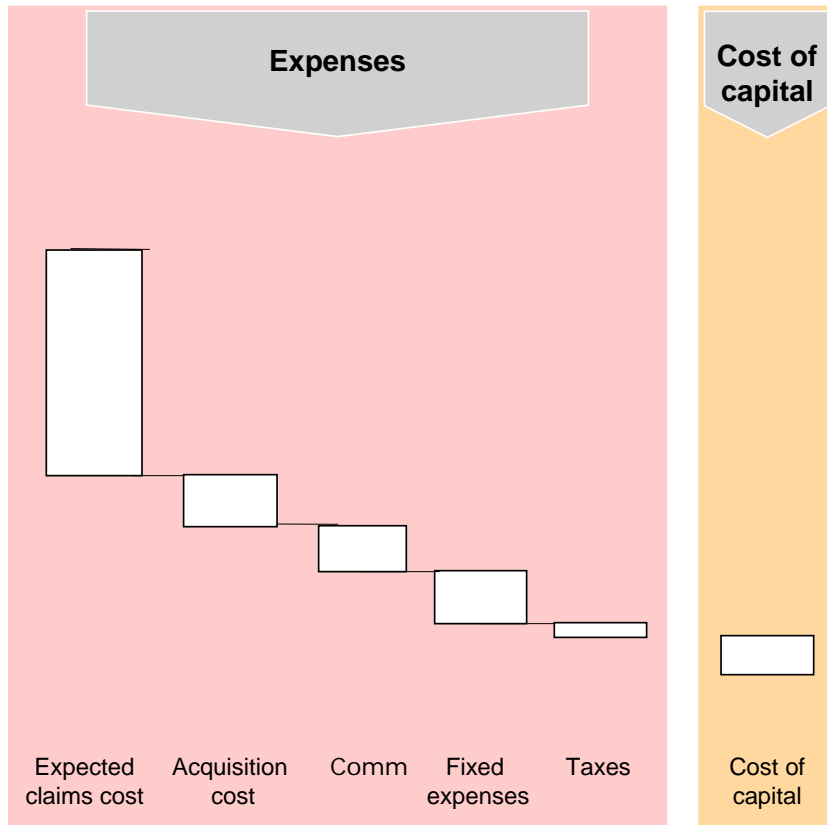 Expenses
Cost of
capital
Expected
claims cost
Acquisition
cost
Comm
Fixed
expenses
Taxes
Cost of
capital